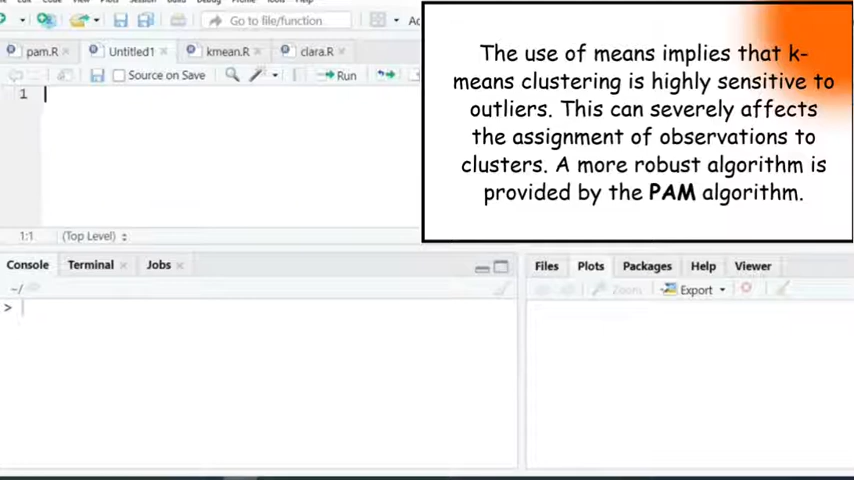 Go to file/function
pam.R
Untitled1
kmean.R
clara.R
Source on Save
Run
1
The use of means implies that k-
means clustering is highly sensitive to
outliers. This can severely affects
the assignment of observations to
clusters. A more robust algorithm is
provided by the PAM algorithm.
1:1 (Top Level)
Console Terminal Jobs
~/
>
Files Plots Packages Help Viewer
Zoom Export